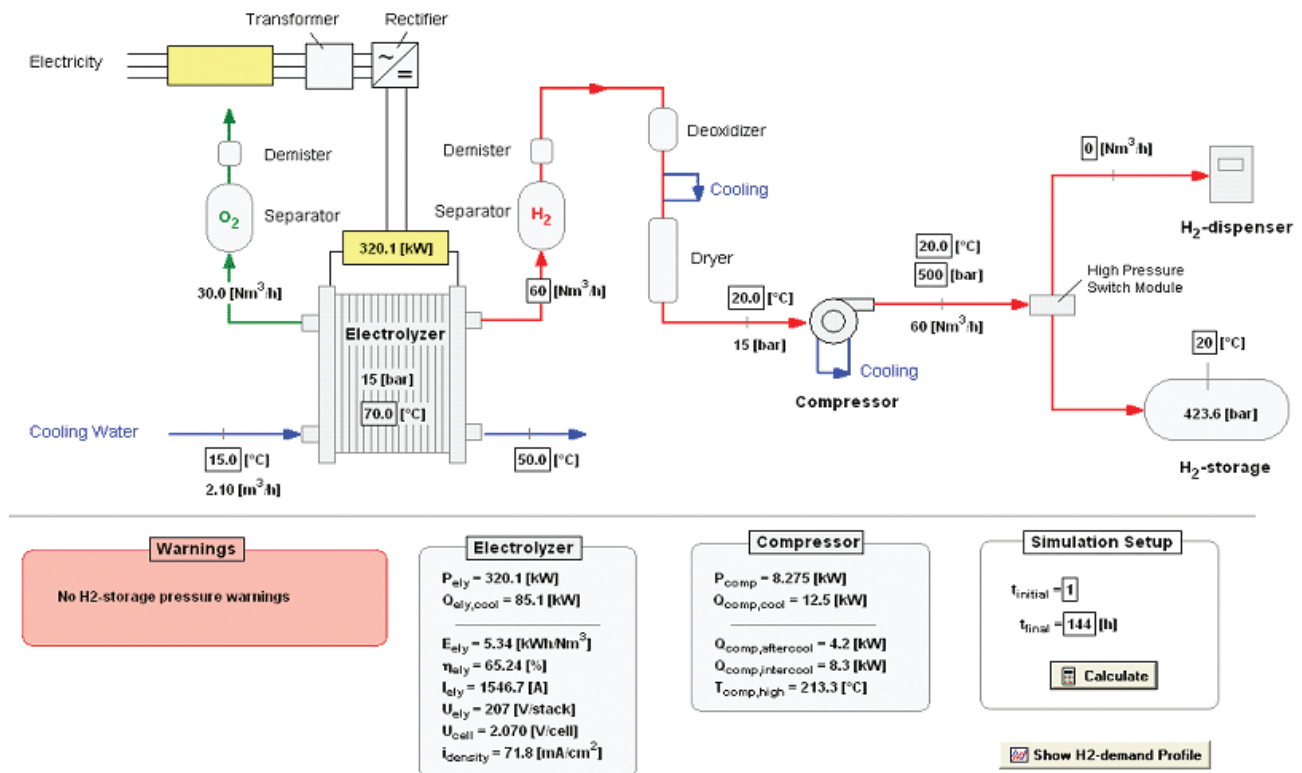 Transformer
Rectifier
Electricity
~
=
Demister
Separator
O2
30.0 [Nm3/h]
320.1 [kW]
Demister
Separator
H2
60 [Nm3/h]
Deoxidizer
Cooling
Dryer
20.0 [°C]
15 [bar]
Cooling
Compressor
20.0 [°C]
500 [bar]
60 [Nm3/h]
0 [Nm3/h]
H2-dispenser
High Pressure
Switch Module
20 [°C]
423.6 [bar]
H2-storage
Electrolyzer
15 [bar]
70.0 [°C]
Cooling Water
15.0 [°C]
2.10 [m3/h]
50.0 [°C]
Warnings
No H2-storage pressure warnings
Electrolyzer
Pely = 320.1 [kW]
Qely,cool = 85.1 [kW]
Eely = 5.34 [kWh/Nm3]
ηely = 65.24 [%]
Iely = 1546.7 [A]
Uely = 207 [V/stack]
Ucell = 2.070 [V/cell]
idensity = 71.8 [mA/cm2]
Compressor
Pcomp = 8.275 [kW]
Qcomp,cool = 12.5 [kW]
Qcomp,aftercool = 4.2 [kW]
Qcomp,intercool = 8.3 [kW]
Tcomp,high = 213.3 [°C]
Simulation Setup
tinitial = 1
tfinal = 144 [h]
Calculate
Show H2-demand Profile